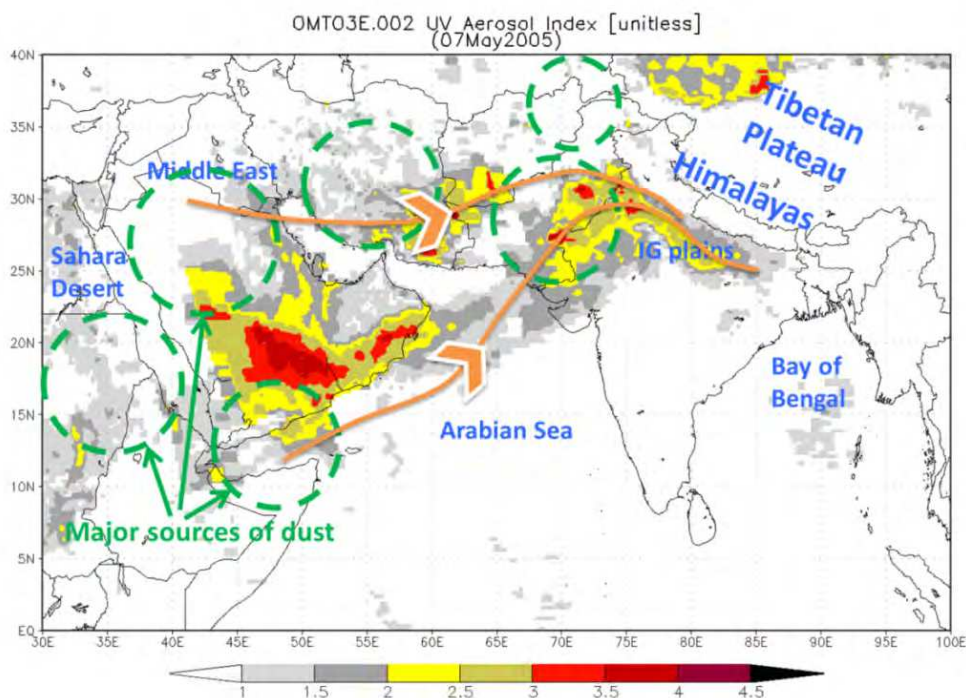 OMTO3E.002 UV Aerosol Index [unitless]
(07May2005)
40N
35N
30N
25N
20N
15N
10N
5N
EQ
Tibetan
Plateau
Himalayas
Middle East
Sahara
Desert
IG plains
Bay of
Bengal
Arabian Sea
Major sources of dust
30E 35E 40E 45E 50E 55E 60E 65E 70E 75E 80E 85E 90E 95E 100E
1 1.5 2 2.5 3 3.5 4 4.5